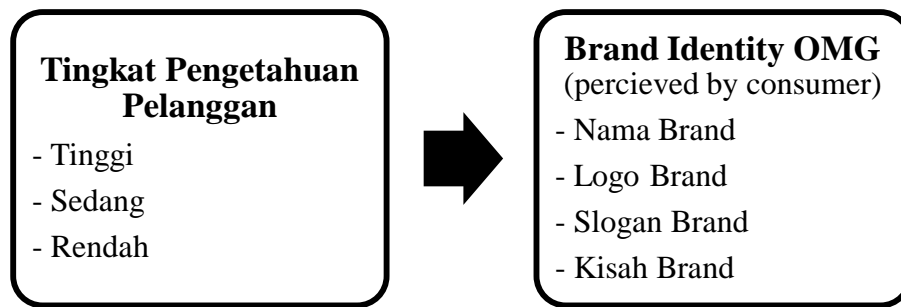 Tingkat Pengetahuan
Pelanggan
- Tinggi
- Sedang
- Rendah
Brand Identity OMG
(percieved by consumer)
- Nama Brand
- Logo Brand
- Slogan Brand
- Kisah Brand